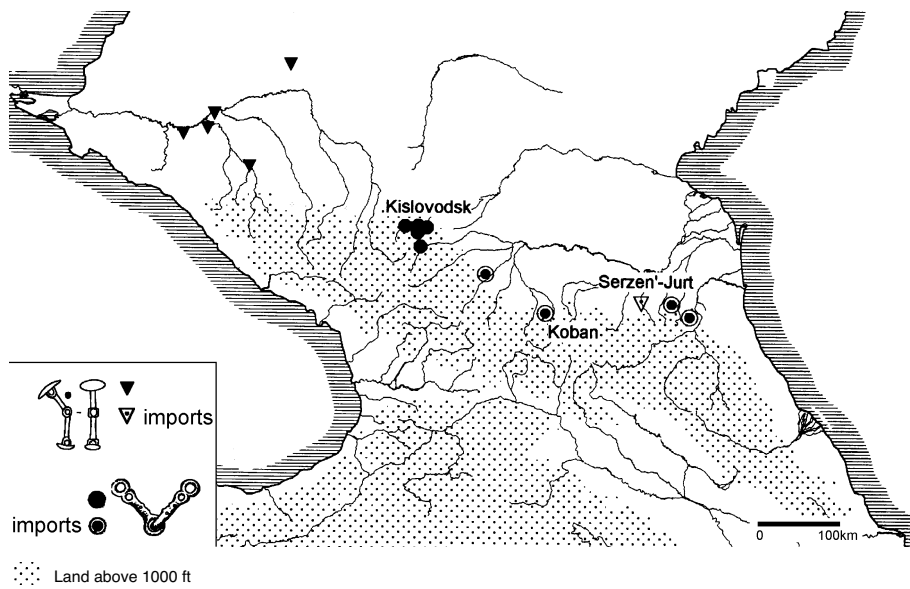 Kislovodsk
Serzen'-Jurt
Koban
imports
imports
0 100km
Land above 1000 ft